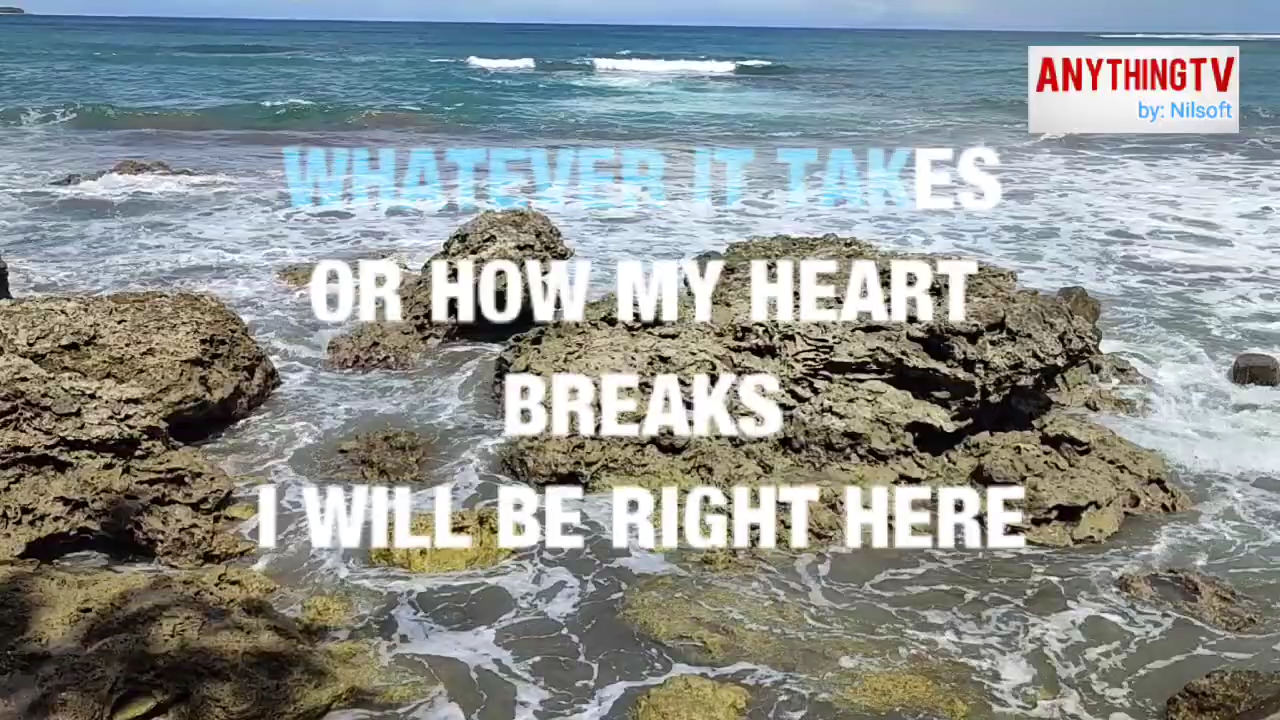 ANYTHINGTV
by: Nilsoft
WHATEVER IT TAKES
OR HOW MY HEART
BREAKS
I WILL BE RIGHT HERE